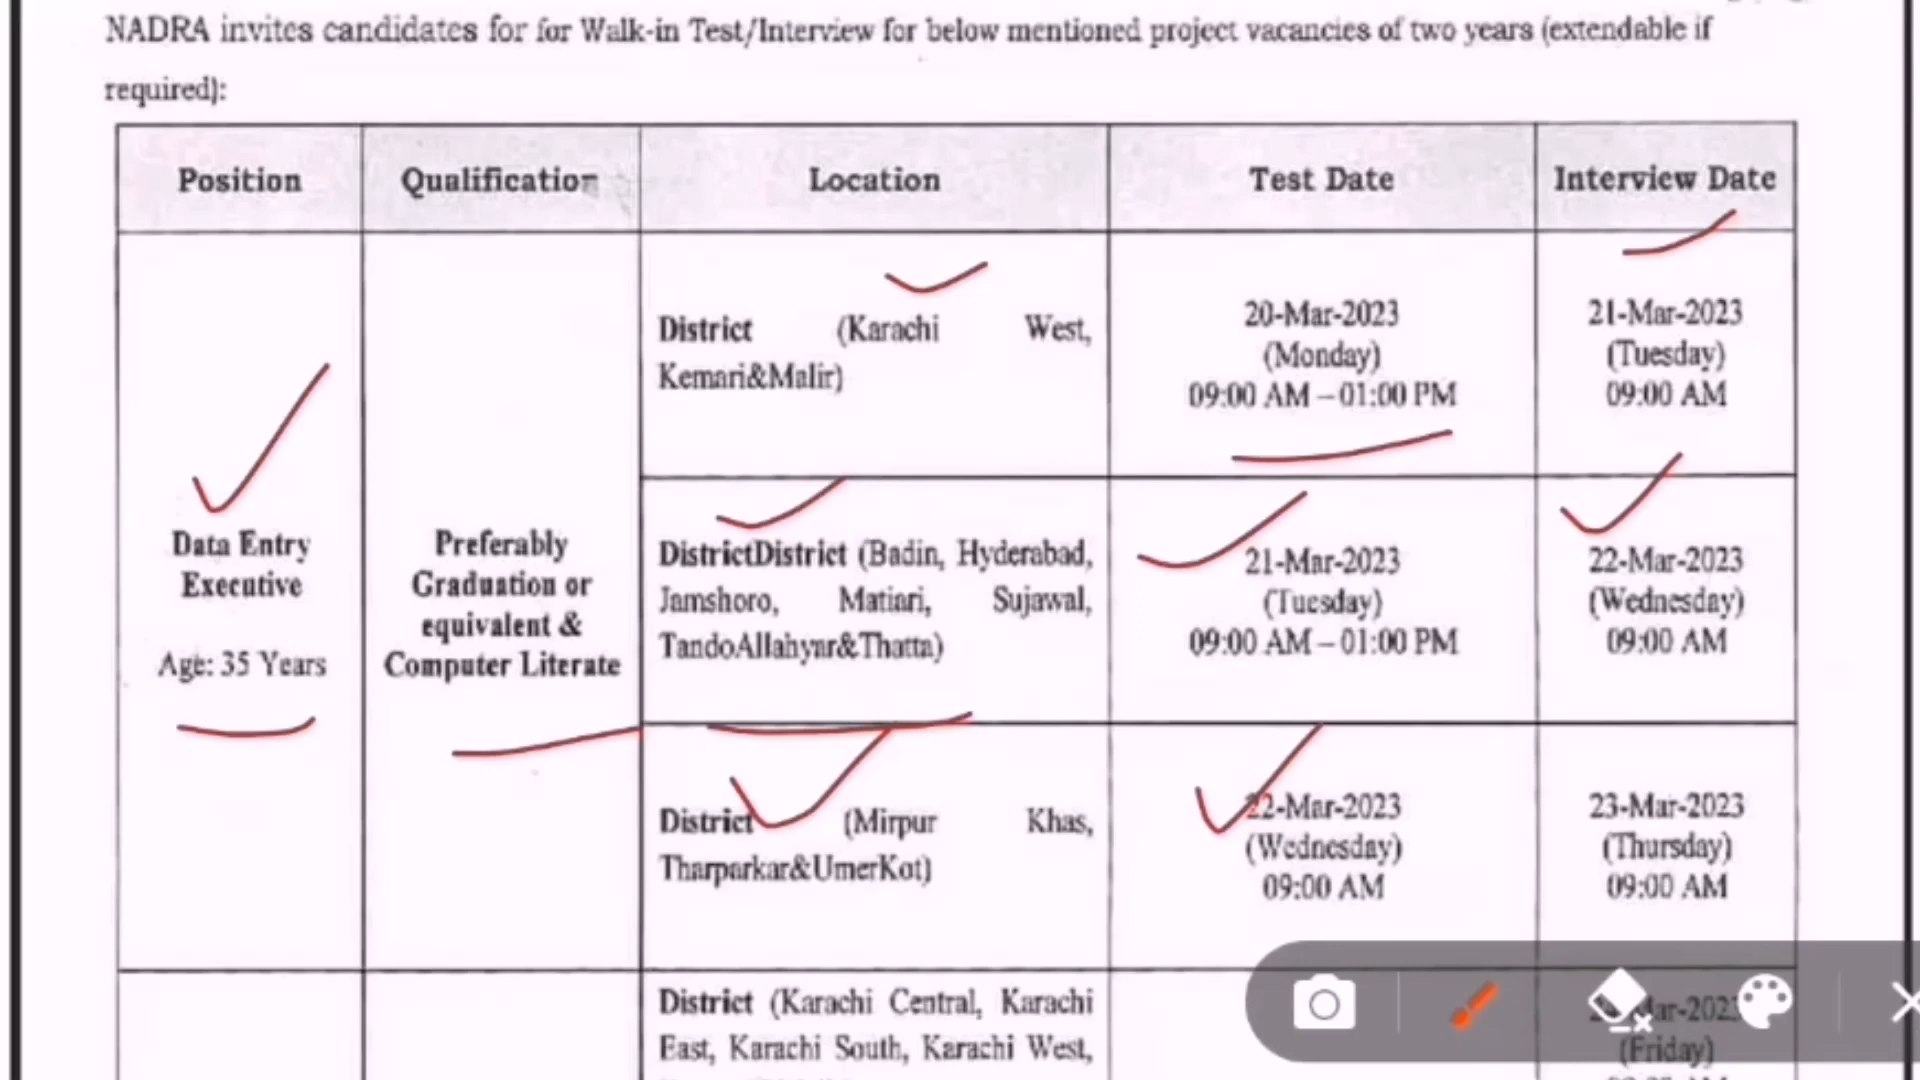 NADRA invites candidates for for Walk-in Test/Interview for below mentioned project vacancies of two years (extendable if
required):
Position
Qualification
Location
Test Date
Interview Date
Data Entry
Executive
Age: 35 Years
Preferably
Graduation or
equivalent &
Computer Literate
District (Karachi West,
Kemari&Malir)
20-Mar-2023
(Monday)
09:00 AM – 01:00 PM
21-Mar-2023
(Tuesday)
09:00 AM
DistrictDistrict (Badin, Hyderabad,
Jamshoro, Matiari, Sujawal,
TandoAllahyar&Thatta)
21-Mar-2023
(Tuesday)
09:00 AM – 01:00 PM
22-Mar-2023
(Wednesday)
09:00 AM
District (Mirpur Khas,
Tharparkar&UmerKot)
22-Mar-2023
(Wednesday)
09:00 AM
23-Mar-2023
(Thursday)
09:00 AM
District (Karachi Central, Karachi
East, Karachi South, Karachi West,
(Friday)